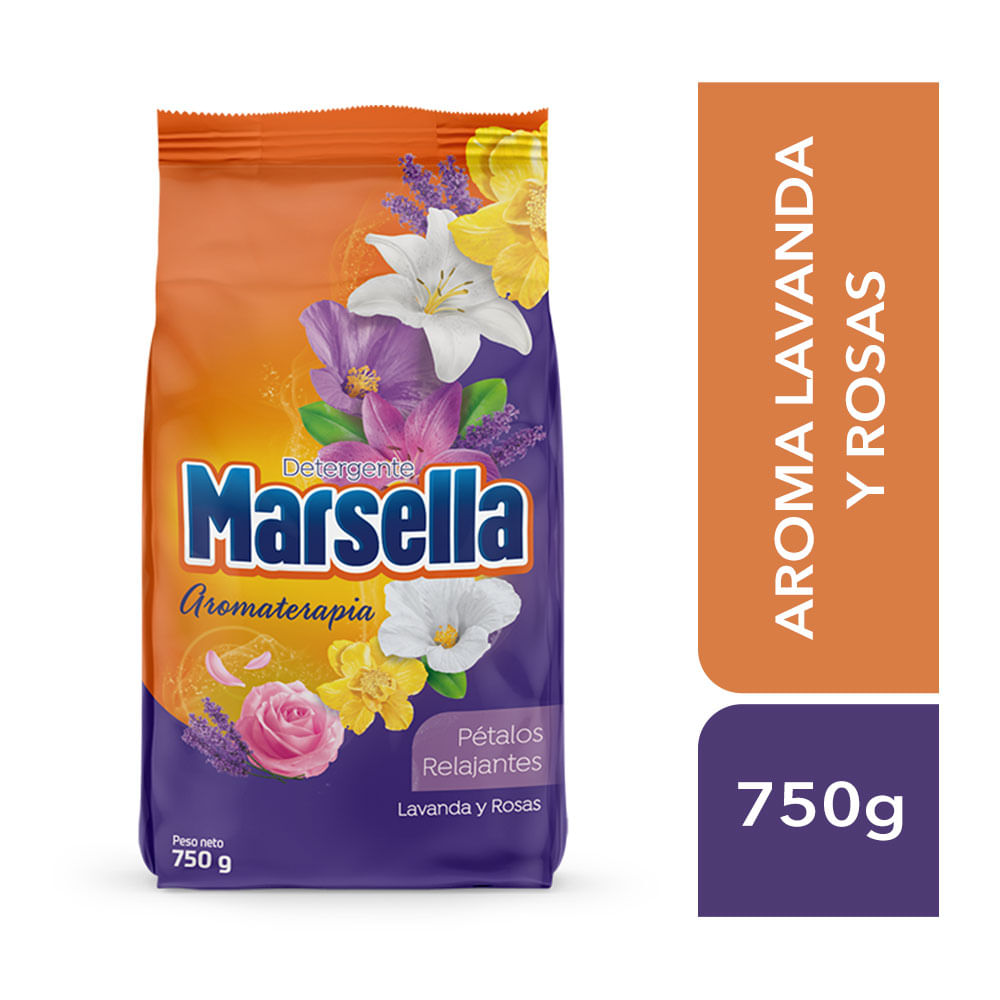 Detergente
Marsella
Aromaterapia
Pétalos
Relajantes
Lavanda y Rosas
Peso neto
750 g
AROMA LAVANDA
Y ROSAS
750g